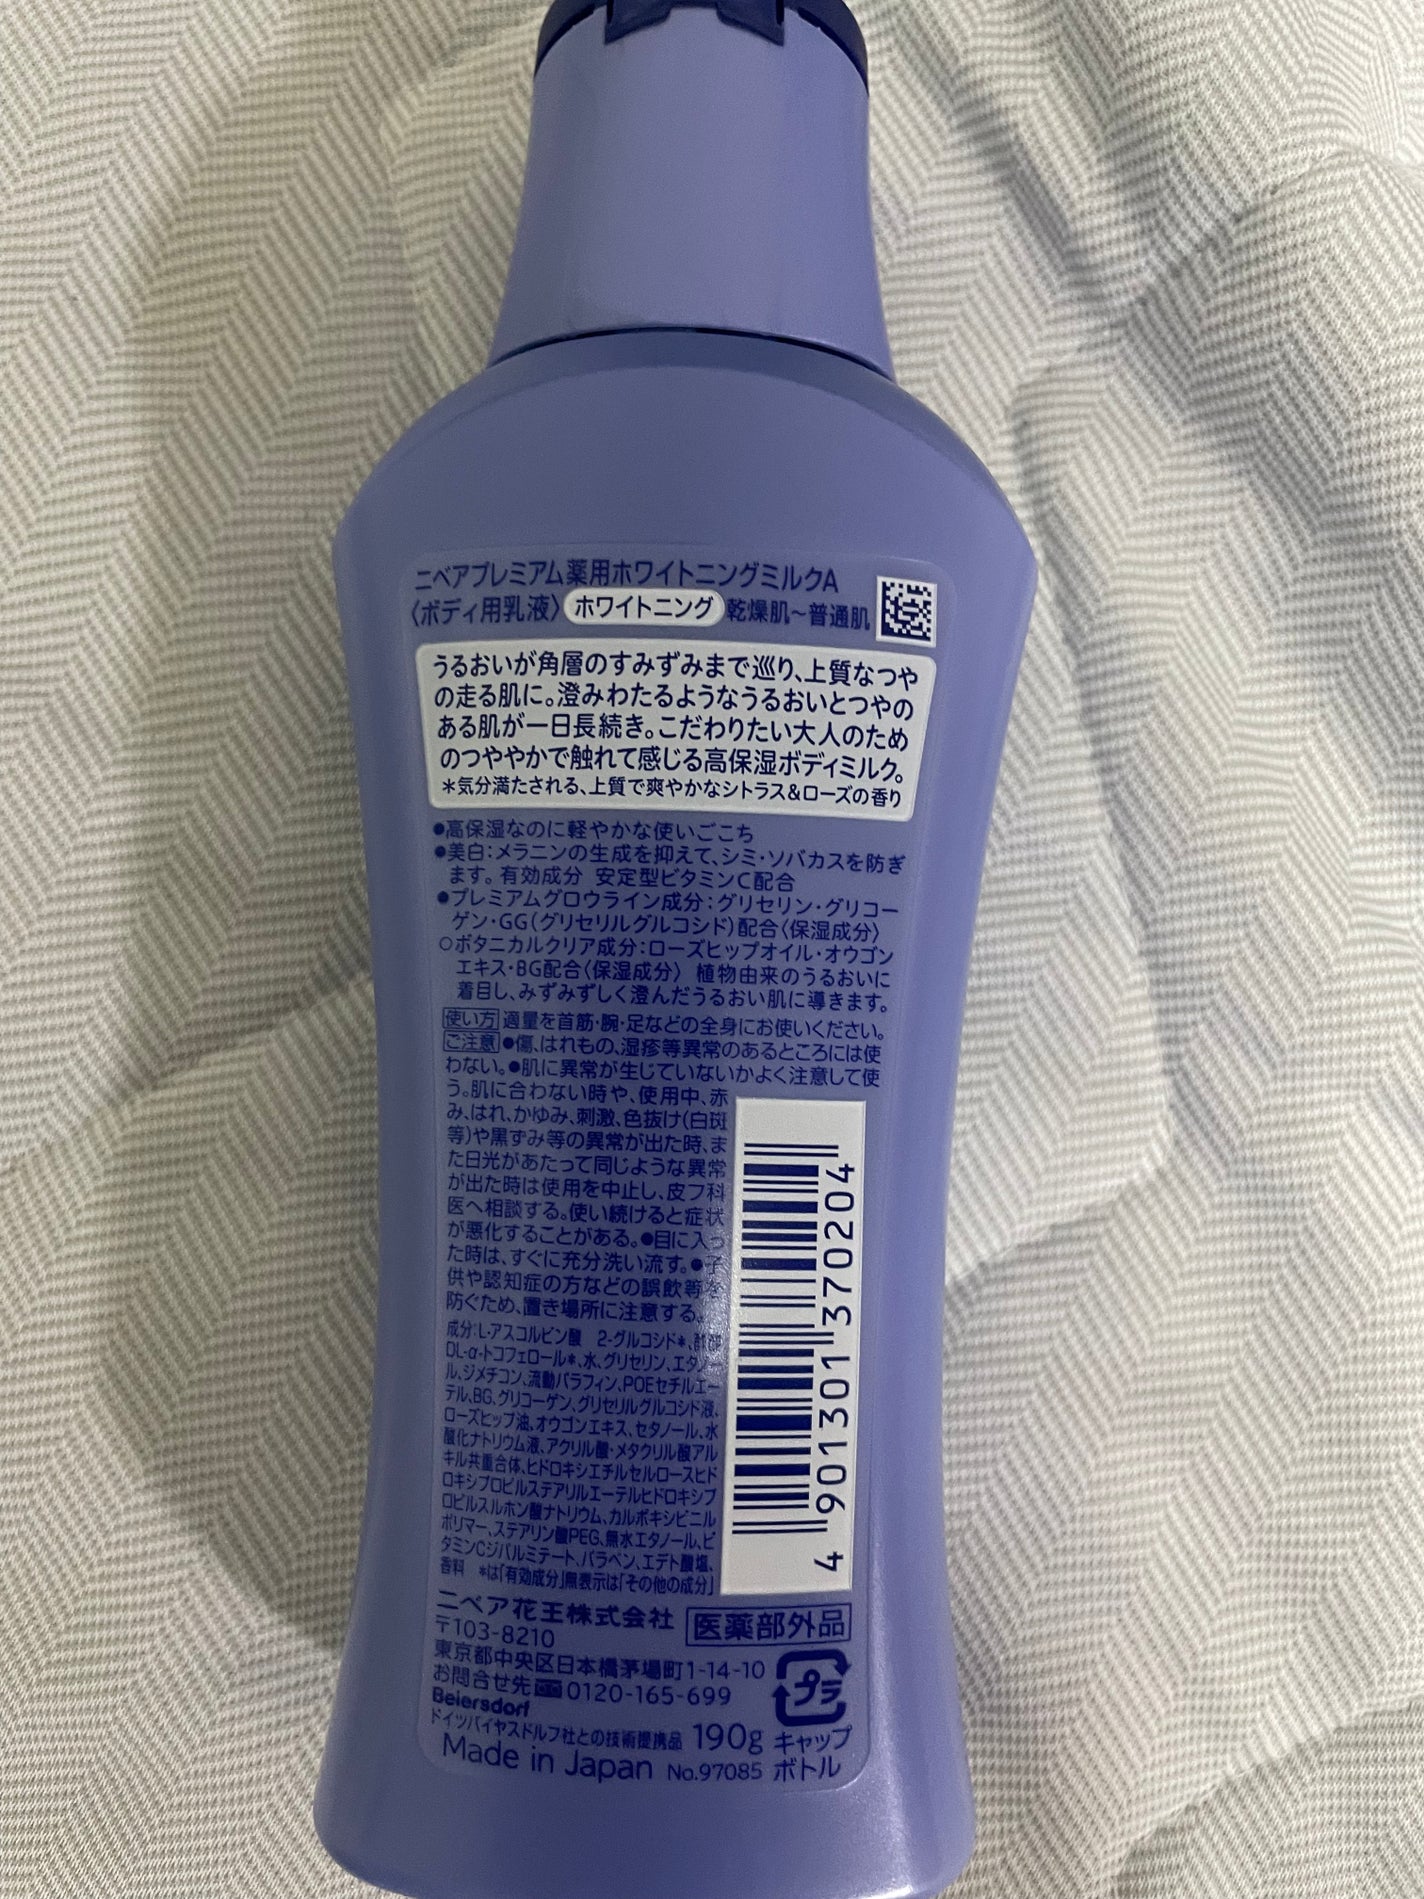 ニベアプレミアム薬用ホワイトニングミルクA
〈ボディ用乳液〉 ホワイトニング 乾燥肌～普通肌
うるおいが角層のすみずみまで巡り、上質なつや
の走る肌に。澄みわたるようなうるおいとつやの
ある肌が一日長続き。こだわりたい大人のため
のつややかで触れて感じる高保湿ボディミルク。
＊気分満たされる、上質で爽やかなシトラス＆ローズの香り
●高保湿なのに軽やかな使いごこち
●美白：メラニンの生成を抑えて、シミ・ソバカスを防ぎ
ます。有効成分 安定型ビタミンC配合
●プレミアムグロウライン成分：グリセリン・グリコー
ゲン・GG（グリセリルグルコシド）配合〈保湿成分〉
○ボタニカルクリア成分：ローズヒップオイル・オウゴン
エキス・BG配合〈保湿成分〉 植物由来のうるおいに
着目し、みずみずしく澄んだうるおい肌に導きます。
使い方 適量を首筋・腕・足などの全身にお使いください。
ご注意 ●傷、はれもの、湿疹等異常のあるところには使
わない。●肌に異常が生じていないかよく注意して使
う。肌に合わない時や、使用中、赤
み、はれ、かゆみ、刺激、色抜け（白斑
等）や黒ずみ等の異常が出た時、ま
た日光があたって同じような異常
が出た時は使用を中止し、皮フ科
医へ相談する。使い続けると症状
が悪化することがある。●目に入っ
た時は、すぐに充分洗い流す。●子
供や認知症の方などの誤飲等を
防ぐため、置き場所に注意する。
成分：L-アスコルビン酸 2-グルコシド＊、酢酸
DL-α-トコフェロール＊、水、グリセリン、エタノー
ル、ジメチコン、流動パラフィン、POEセチルエー
テル、BG、グリコーゲン、グリセリルグルコシド液、
ローズヒップ油、オウゴンエキス、セタノール、水
酸化ナトリウム液、アクリル酸・メタクリル酸アル
キル共重合体、ヒドロキシエチルセルロースヒド
ロキシプロピルステアリルエーテルヒドロキシプ
ロピルスルホン酸ナトリウム、カルボキシビニル
ポリマー、ステアリン酸PEG、無水エタノール、ビ
タミンCジパルミテート、パラベン、エデト酸塩、
香料 ＊は「有効成分」無表示は「その他の成分」
4 901301 370204
ニベア花王株式会社 医薬部外品
〒103-8210
東京都中央区日本橋茅場町1-14-10
お問合せ先 0120-165-699
プラ
Beiersdorf
ドイツバイヤスドルフ社との技術提携品 190g キャップ
Made in Japan No.97085 ボトル